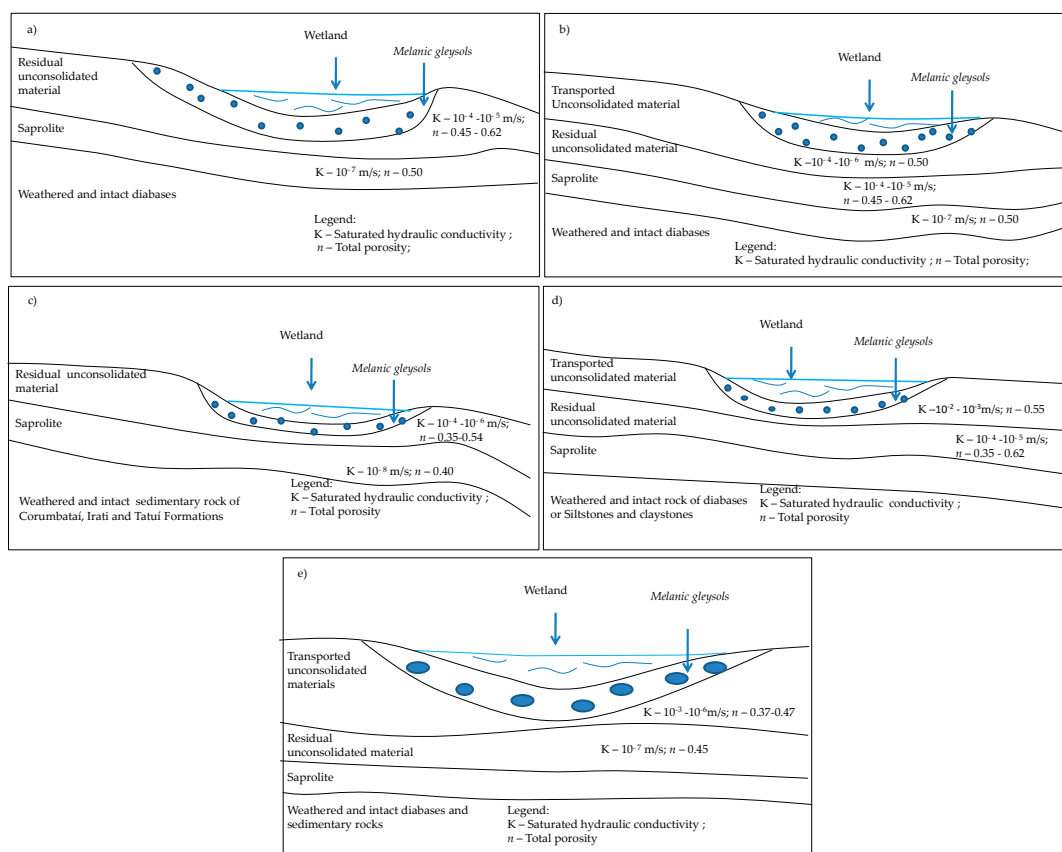 a)
Wetland
Melanic gleysols
Residual
unconsolidated
material
K – 10⁻⁴ -10⁻⁵ m/s;
n – 0.45 - 0.62
Saprolite
K – 10⁻⁷ m/s; n – 0.50
Weathered and intact diabases
Legend:
K – Saturated hydraulic conductivity ;
n – Total porosity;
b)
Wetland
Melanic gleysols
Transported
Unconsolidated material
Residual
unconsolidated material
K –10⁻⁴ -10⁻⁶ m/s; n – 0.50
Saprolite
K – 10⁻⁴ -10⁻⁵ m/s;
n – 0.45 - 0.62
K – 10⁻⁷ m/s; n – 0.50
Weathered and intact diabases
Legend:
K – Saturated hydraulic conductivity ; n – Total porosity;
c)
Wetland
Melanic gleysols
Residual unconsolidated
material
Saprolite
K – 10⁻⁴ -10⁻⁶ m/s;
n – 0.35-0.54
K – 10⁻⁸ m/s; n – 0.40
Weathered and intact sedimentary rock of
Corumbataí, Irati and Tatuí Formations
Legend:
K – Saturated hydraulic conductivity ;
n – Total porosity
d)
Wetland
Melanic gleysols
Transported
unconsolidated material
Residual
unconsolidated material
K –10⁻² - 10⁻³m/s; n – 0.55
Saprolite
K – 10⁻⁴ -10⁻⁵ m/s;
n – 0.35 - 0.62
Weathered and intact rock of diabases
or Siltstones and claystones
Legend:
K – Saturated hydraulic conductivity ;
n – Total porosity
e)
Wetland
Melanic gleysols
Transported
unconsolidated
materials
K – 10⁻³ -10⁻⁶m/s; n – 0.37-0.47
Residual
unconsolidated material
K – 10⁻⁷ m/s; n – 0.45
Saprolite
Weathered and intact diabases and
sedimentary rocks
Legend:
K – Saturated hydraulic conductivity ;
n – Total porosity